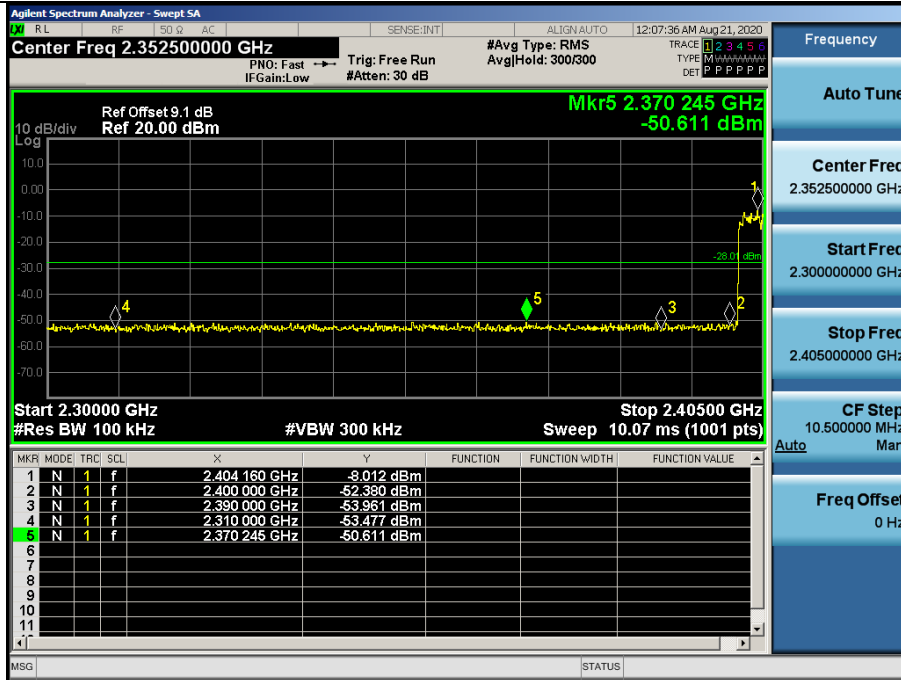 Agilent Spectrum Analyzer - Swept SA
LXI RL RF 50 Ω AC SENSE:INT ALIGN AUTO 12:07:36 AM Aug 21, 2020
Center Freq 2.352500000 GHz
PNO: Fast
IFGain:Low
Trig: Free Run
#Atten: 30 dB
#Avg Type: RMS
Avg|Hold: 300/300
TRACE 1 2 3 4 5 6
TYPE M WWWWW
DET P P P P P P
Ref Offset 9.1 dB
Ref 20.00 dBm
10 dB/div
Log
Mkr5 2.370 245 GHz
-50.611 dBm
10.0
0.00
-10.0
-20.0
-30.0
-40.0
-50.0
-60.0
-70.0
1
-28.01 dBm
4
5
3
2
Start 2.30000 GHz
Stop 2.40500 GHz
#Res BW 100 kHz
#VBW 300 kHz
Sweep 10.07 ms (1001 pts)
MKR MODE TRC SCL X Y FUNCTION FUNCTION WIDTH FUNCTION VALUE
1 N 1 f 2.404 160 GHz -8.012 dBm
2 N 1 f 2.400 000 GHz -52.380 dBm
3 N 1 f 2.390 000 GHz -53.961 dBm
4 N 1 f 2.310 000 GHz -53.477 dBm
5 N 1 f 2.370 245 GHz -50.611 dBm
6
7
8
9
10
11
MSG
STATUS
Frequency
Auto Tune
Center Freq
2.352500000 GHz
Start Freq
2.300000000 GHz
Stop Freq
2.405000000 GHz
CF Step
10.500000 MHz
Auto Man
Freq Offset
0 Hz